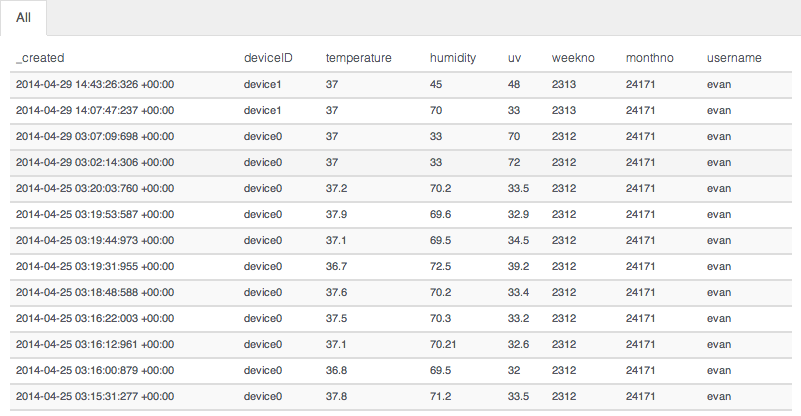 All
_created deviceID temperature humidity uv weekno monthno username
2014-04-29 14:43:26:326 +00:00 device1 37 45 48 2313 24171 evan
2014-04-29 14:07:47:237 +00:00 device1 37 70 33 2313 24171 evan
2014-04-29 03:07:09:698 +00:00 device0 37 33 70 2312 24171 evan
2014-04-29 03:02:14:306 +00:00 device0 37 33 72 2312 24171 evan
2014-04-25 03:20:03:760 +00:00 device0 37.2 70.2 33.5 2312 24171 evan
2014-04-25 03:19:53:587 +00:00 device0 37.9 69.6 32.9 2312 24171 evan
2014-04-25 03:19:44:973 +00:00 device0 37.1 69.5 34.5 2312 24171 evan
2014-04-25 03:19:31:955 +00:00 device0 36.7 72.5 39.2 2312 24171 evan
2014-04-25 03:18:48:588 +00:00 device0 37.6 70.2 33.4 2312 24171 evan
2014-04-25 03:16:22:003 +00:00 device0 37.5 70.3 33.2 2312 24171 evan
2014-04-25 03:16:12:961 +00:00 device0 37.1 70.21 32.6 2312 24171 evan
2014-04-25 03:16:00:879 +00:00 device0 36.8 69.5 32 2312 24171 evan
2014-04-25 03:15:31:277 +00:00 device0 37.8 71.2 33.5 2312 24171 evan